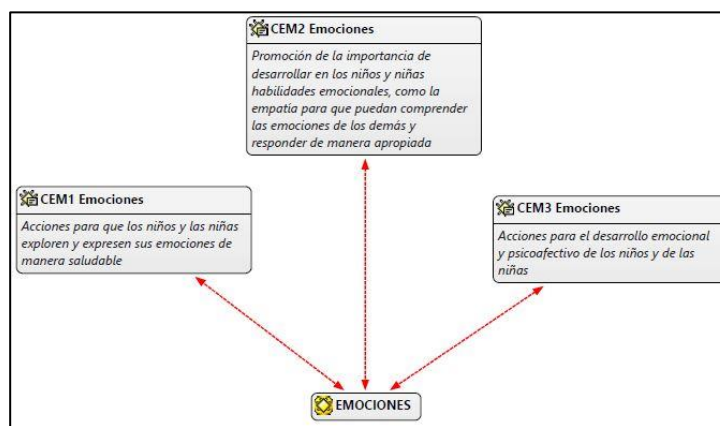 CEM2 Emociones
Promoción de la importancia de
desarrollar en los niños y niñas
habilidades emocionales, como la
empatía para que puedan comprender
las emociones de los demás y
responder de manera apropiada
CEM1 Emociones
Acciones para que los niños y las niñas
exploren y expresen sus emociones de
manera saludable
CEM3 Emociones
Acciones para el desarrollo emocional
y psicoafectivo de los niños y de las
niñas
EMOCIONES